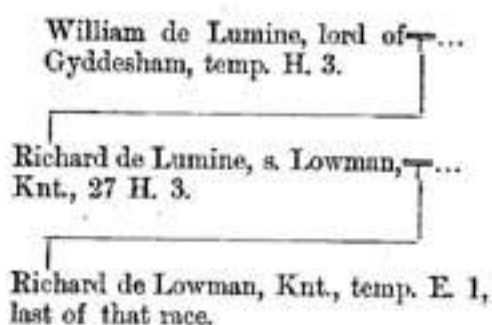 William de Lumine, lord of ...
Gyddesham, temp. H. 3.
Richard de Lumine, s. Lowman, ...
Knt., 27 H. 3.
Richard de Lowman, Knt., temp. E. 1,
last of that race.